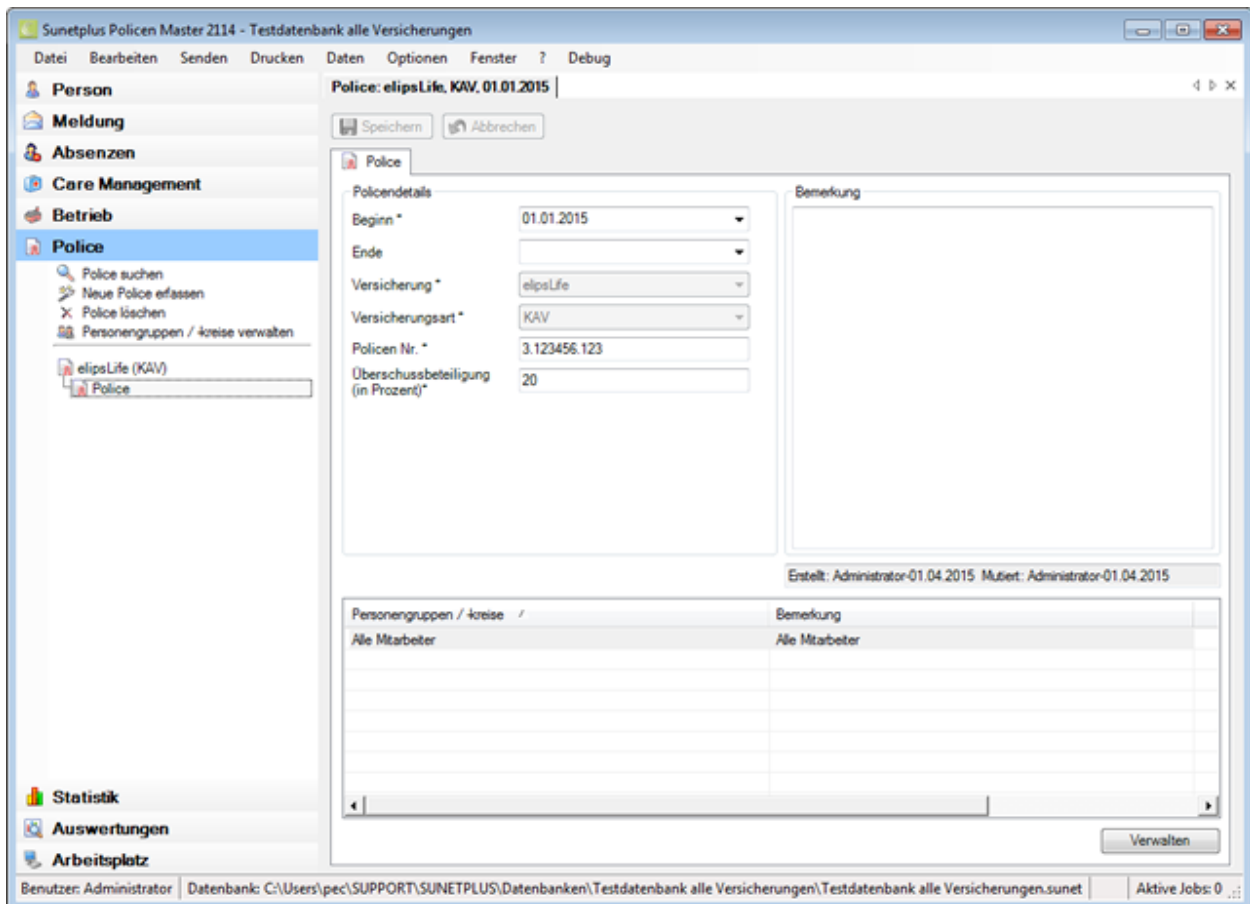 Sunetplus Policen Master 2114 - Testdatenbank alle Versicherungen
Datei Bearbeiten Senden Drucken Daten Optionen Fenster ? Debug
Person
Meldung
Absenzen
Care Management
Betrieb
Police
Police suchen
Neue Police erfassen
Police löschen
Personengruppen / -kreise verwalten
elipsLife (KAV)
Police
Statistik
Auswertungen
Arbeitsplatz
Police: elipsLife, KAV, 01.01.2015
Speichern Abbrechen
Police
Policendetails
Beginn * 01.01.2015
Ende
Versicherung * elipsLife
Versicherungsart * KAV
Policen Nr. * 3.123456.123
Überschussbeteiligung
(in Prozent)* 20
Bemerkung
Erstellt: Administrator-01.04.2015 Mutiert: Administrator-01.04.2015
Personengruppen / -kreise Bemerkung
Alle Mitarbeiter Alle Mitarbeiter
Verwalten
Benutzer: Administrator Datenbank: C:\Users\pec\SUPPORT\SUNETPLUS\Datenbanken\Testdatenbank alle Versicherungen\Testdatenbank alle Versicherungen.sunet Aktive Jobs: 0